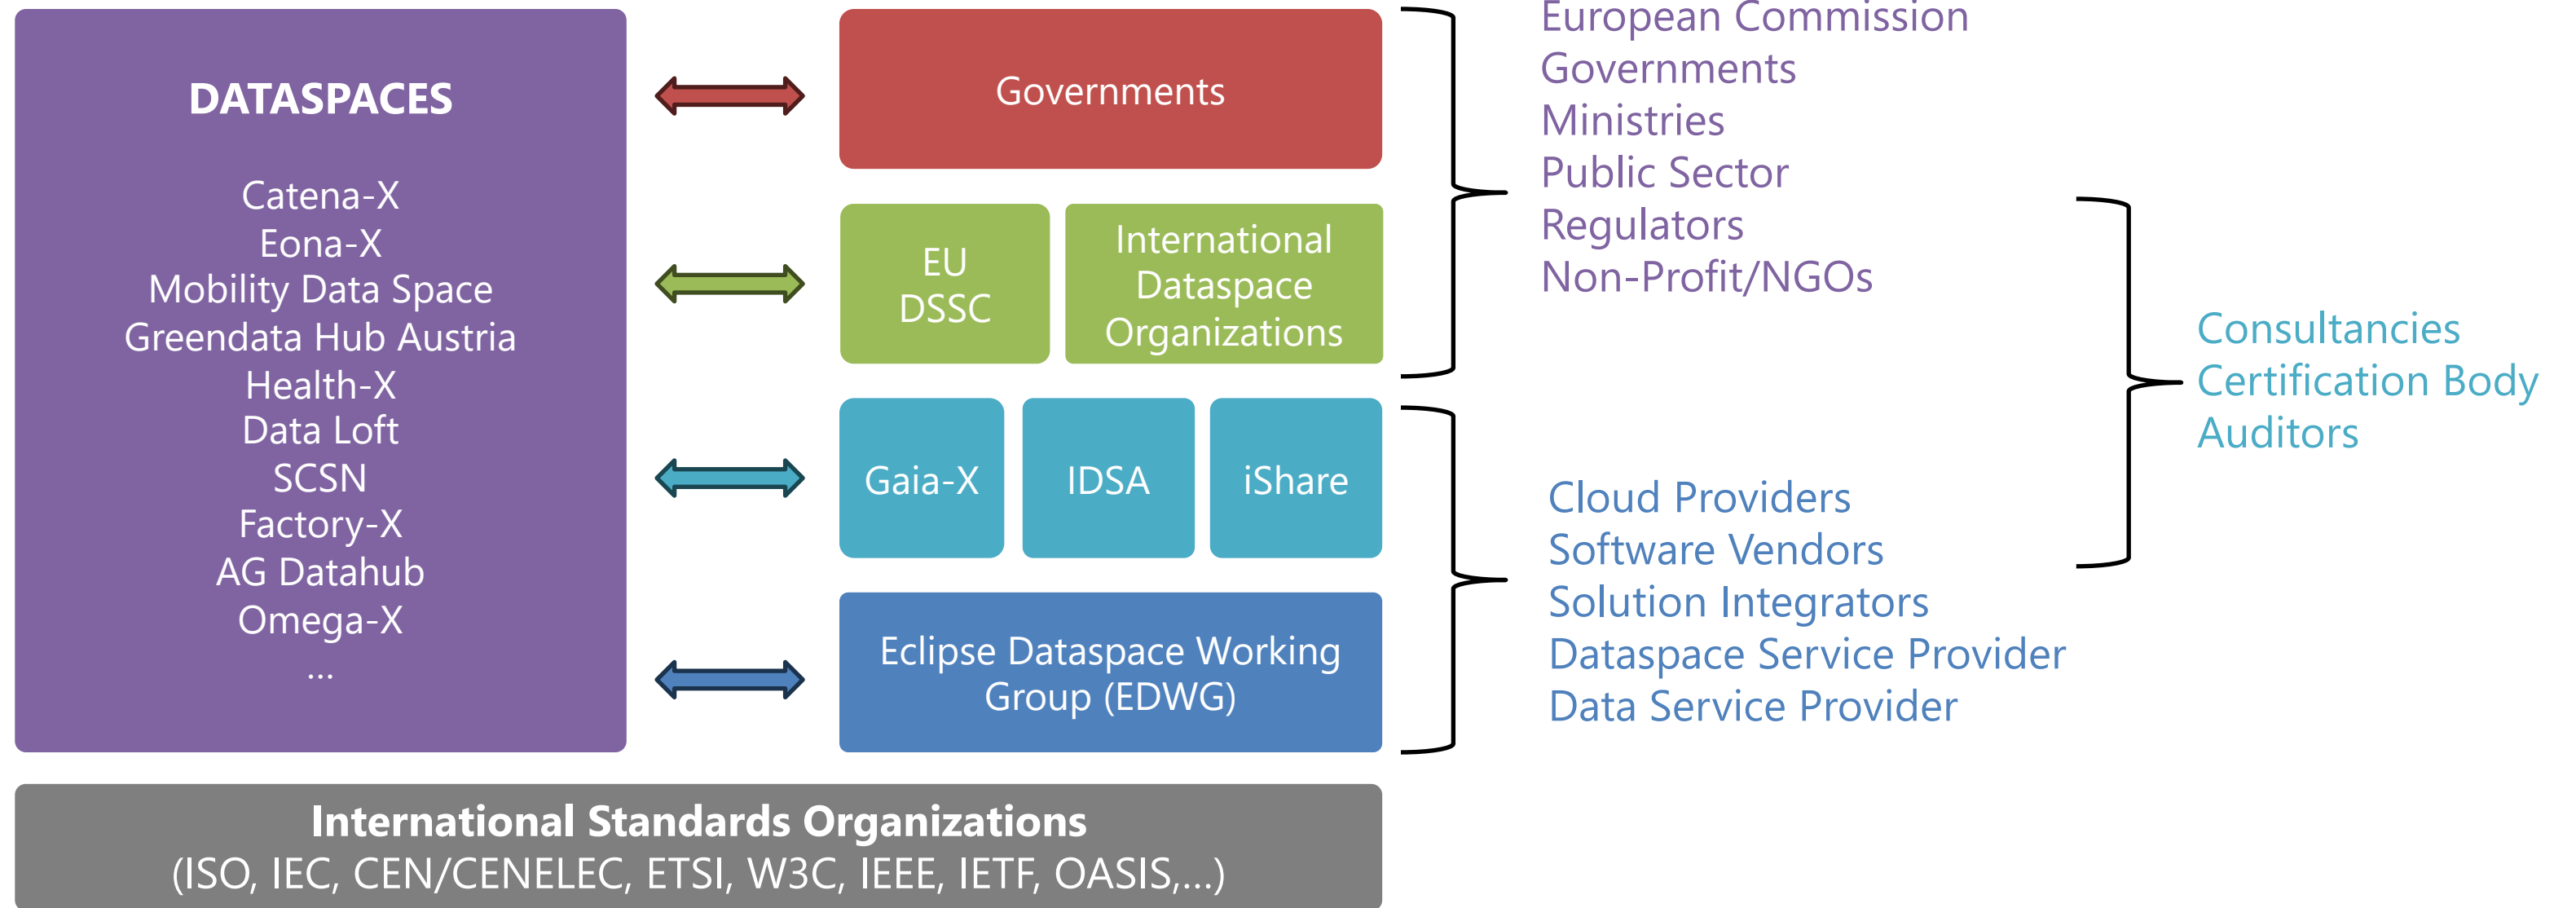 DATASPACES
Catena-X
Eona-X
Mobility Data Space
Greendata Hub Austria
Health-X
Data Loft
SCSN
Factory-X
AG Datahub
Omega-X
...
Governments
EU
DSSC
International
Dataspace
Organizations
Gaia-X
IDSA
iShare
Eclipse Dataspace Working
Group (EDWG)
European Commission
Governments
Ministries
Public Sector
Regulators
Non-Profit/NGOs
Cloud Providers
Software Vendors
Solution Integrators
Dataspace Service Provider
Data Service Provider
Consultancies
Certification Body
Auditors
International Standards Organizations
(ISO, IEC, CEN/CENELEC, ETSI, W3C, IEEE, IETF, OASIS,...)